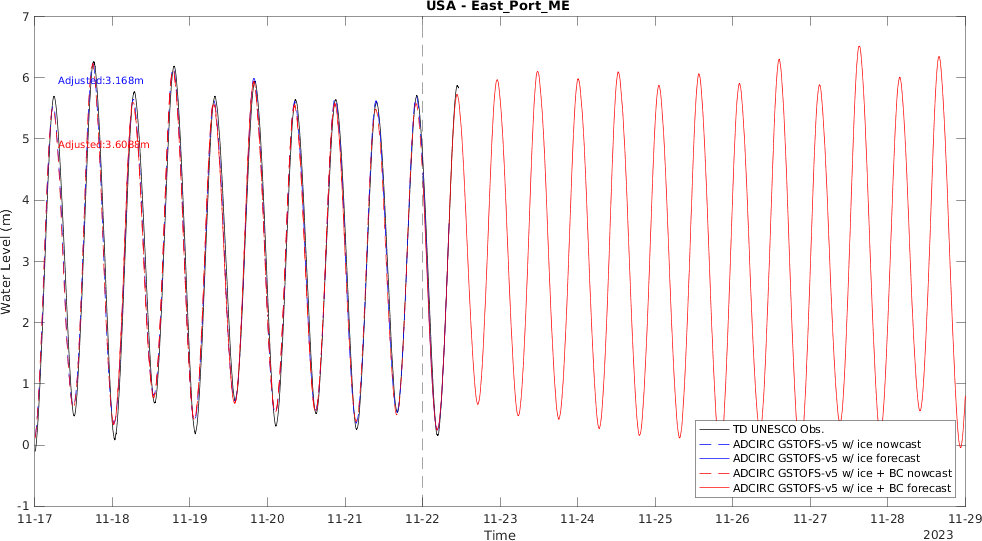 USA - East_Port_ME
7
6
5
4
3
2
1
0
-1
Water Level (m)
Adjusted:3.168m
Adjusted:3.6088m
TD UNESCO Obs.
ADCIRC GSTOFS-v5 w/ ice nowcast
ADCIRC GSTOFS-v5 w/ ice forecast
ADCIRC GSTOFS-v5 w/ ice + BC nowcast
ADCIRC GSTOFS-v5 w/ ice + BC forecast
11-17 11-18 11-19 11-20 11-21 11-22 11-23 11-24 11-25 11-26 11-27 11-28 11-29
Time
2023